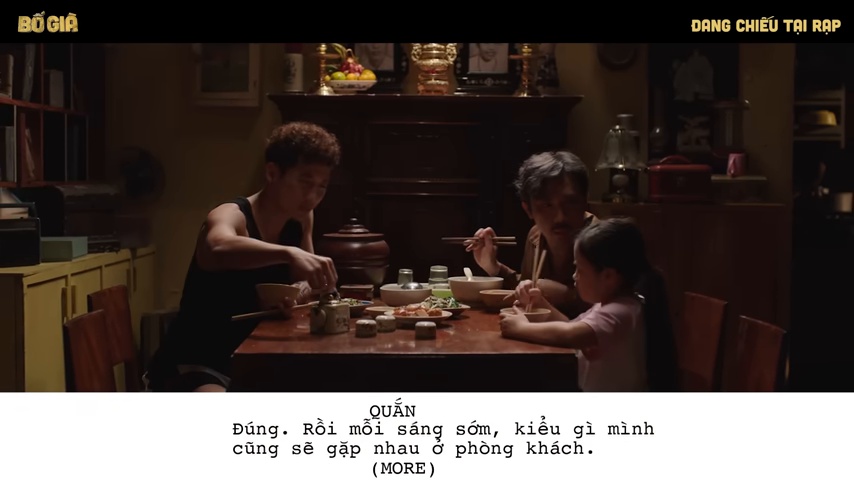 BỐ GIÀ
ĐANG CHIẾU TẠI RẠP
QUẮN
Đúng. Rồi mỗi sáng sớm, kiểu gì mình
cũng sẽ gặp nhau ở phòng khách.
(MORE)